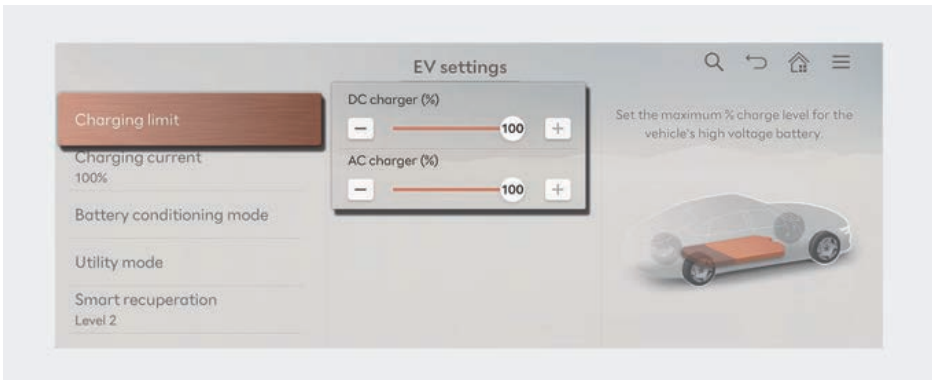 EV settings
Charging limit
Charging current
100%
Battery conditioning mode
Utility mode
Smart recuperation
Level 2
DC charger (%)
100
AC charger (%)
100
Set the maximum % charge level for the
vehicle's high voltage battery.